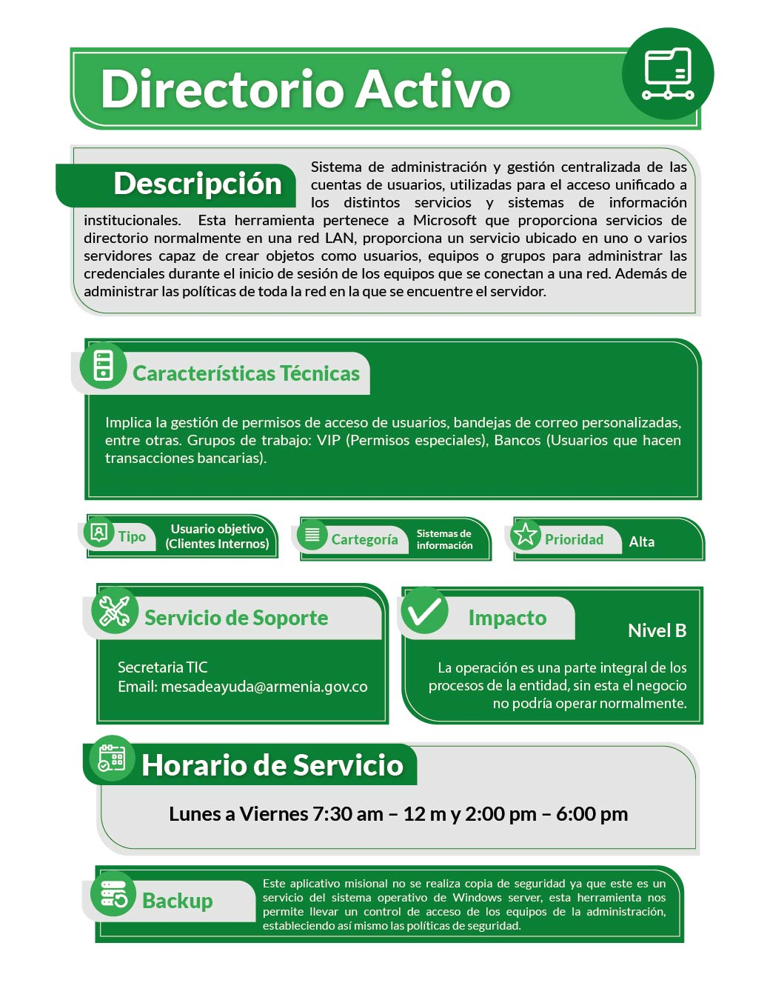 Directorio Activo
Descripción
Sistema de administración y gestión centralizada de las
cuentas de usuarios, utilizadas para el acceso unificado a
los distintos servicios y sistemas de información
institucionales. Esta herramienta pertenece a Microsoft que proporciona servicios de
directorio normalmente en una red LAN, proporciona un servicio ubicado en uno o varios
servidores capaz de crear objetos como usuarios, equipos o grupos para administrar las
credenciales durante el inicio de sesión de los equipos que se conectan a una red. Además de
administrar las políticas de toda la red en la que se encuentre el servidor.
Características Técnicas
Implica la gestión de permisos de acceso de usuarios, bandejas de correo personalizadas,
entre otras. Grupos de trabajo: VIP (Permisos especiales), Bancos (Usuarios que hacen
transacciones bancarias).
Tipo
Usuario objetivo
(Clientes Internos)
Cartegoría
Sistemas de
información
Prioridad
Alta
Servicio de Soporte
Secretaria TIC
Email: mesadeayuda@armenia.gov.co
Impacto
Nivel B
La operación es una parte integral de los
procesos de la entidad, sin esta el negocio
no podría operar normalmente.
Horario de Servicio
Lunes a Viernes 7:30 am – 12 m y 2:00 pm – 6:00 pm
Backup
Este aplicativo misional no se realiza copia de seguridad ya que este es un
servicio del sistema operativo de Windows server, esta herramienta nos
permite llevar un control de acceso de los equipos de la administración,
estableciendo así mismo las políticas de seguridad.